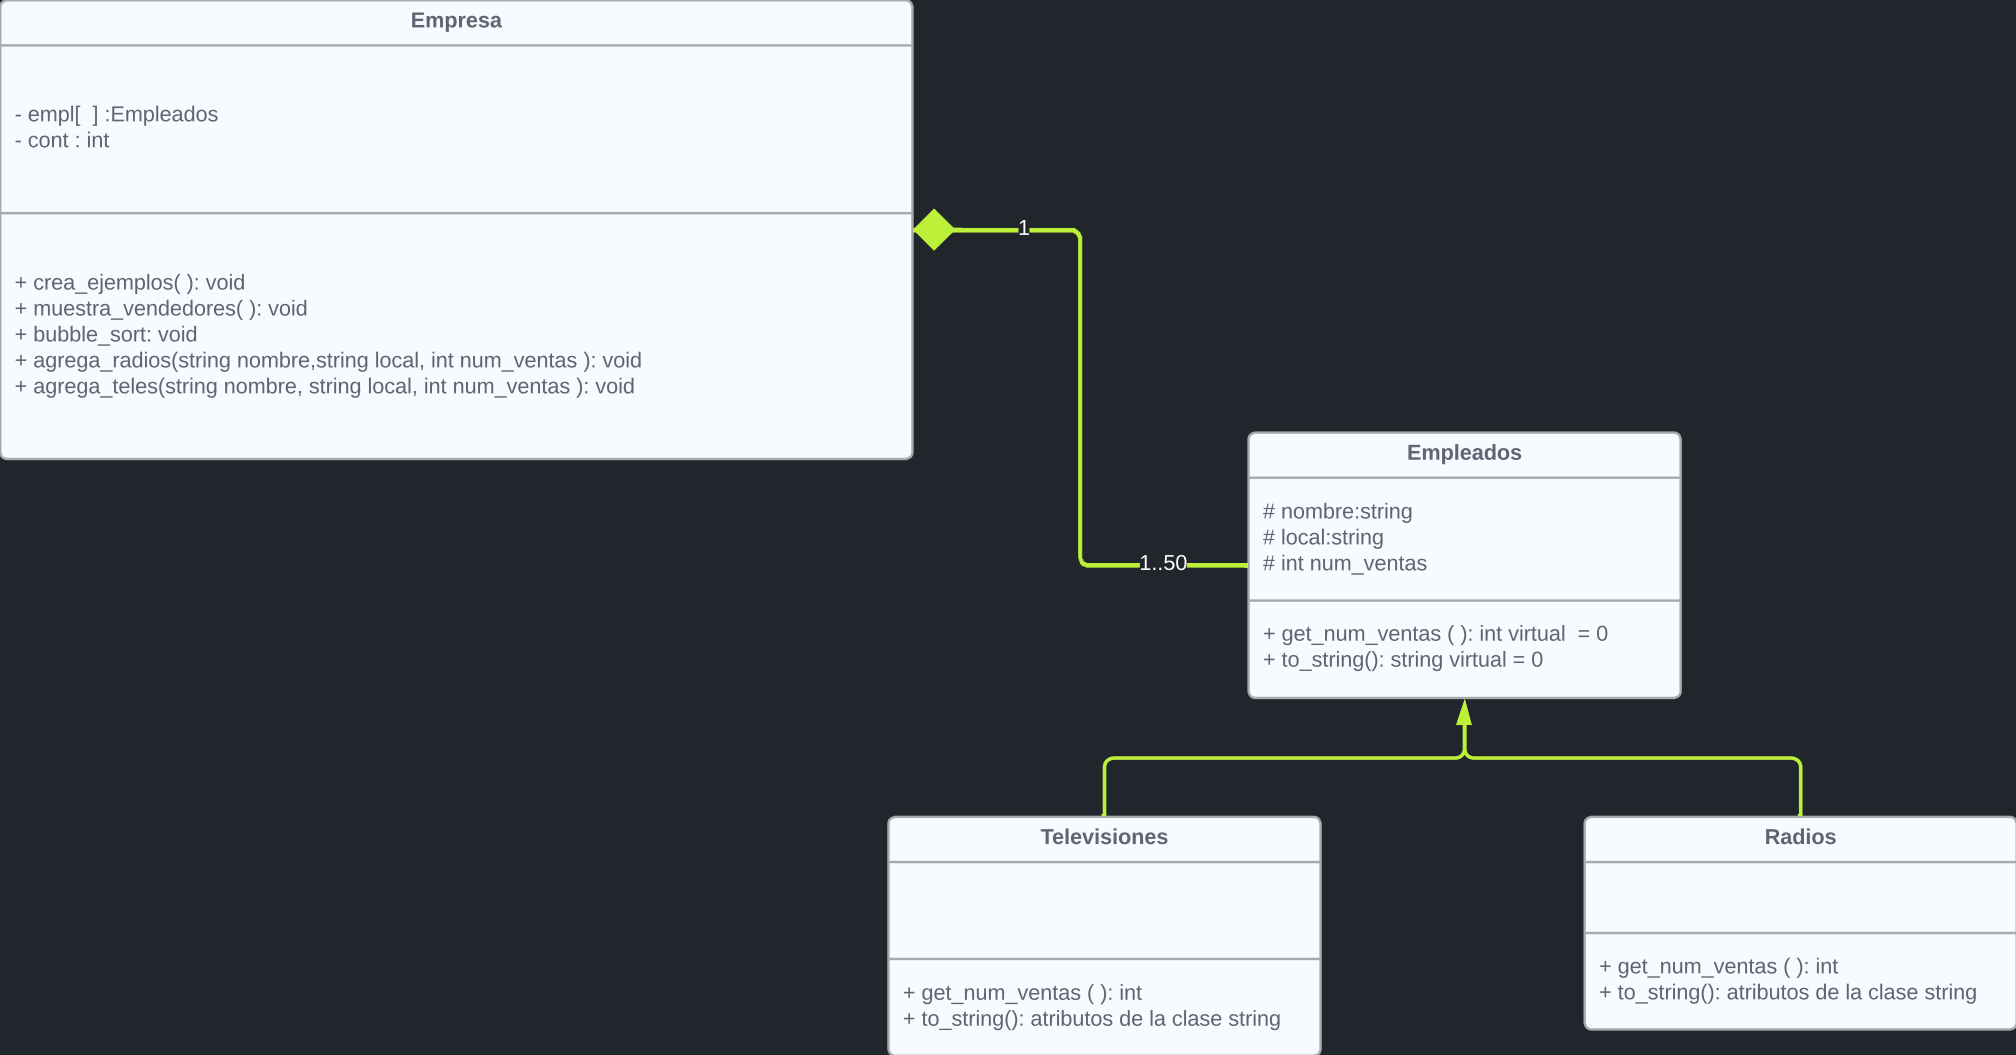 Empresa
- empl[  ] :Empleados
- cont : int
+ crea_ejemplos( ): void
+ muestra_vendedores( ): void
+ bubble_sort: void
+ agrega_radios(string nombre,string local, int num_ventas ): void
+ agrega_teles(string nombre, string local, int num_ventas ): void
1
1..50
Empleados
# nombre:string
# local:string
# int num_ventas
+ get_num_ventas ( ): int virtual  = 0
+ to_string(): string virtual = 0
Televisiones
+ get_num_ventas ( ): int
+ to_string(): atributos de la clase string
Radios
+ get_num_ventas ( ): int
+ to_string(): atributos de la clase string